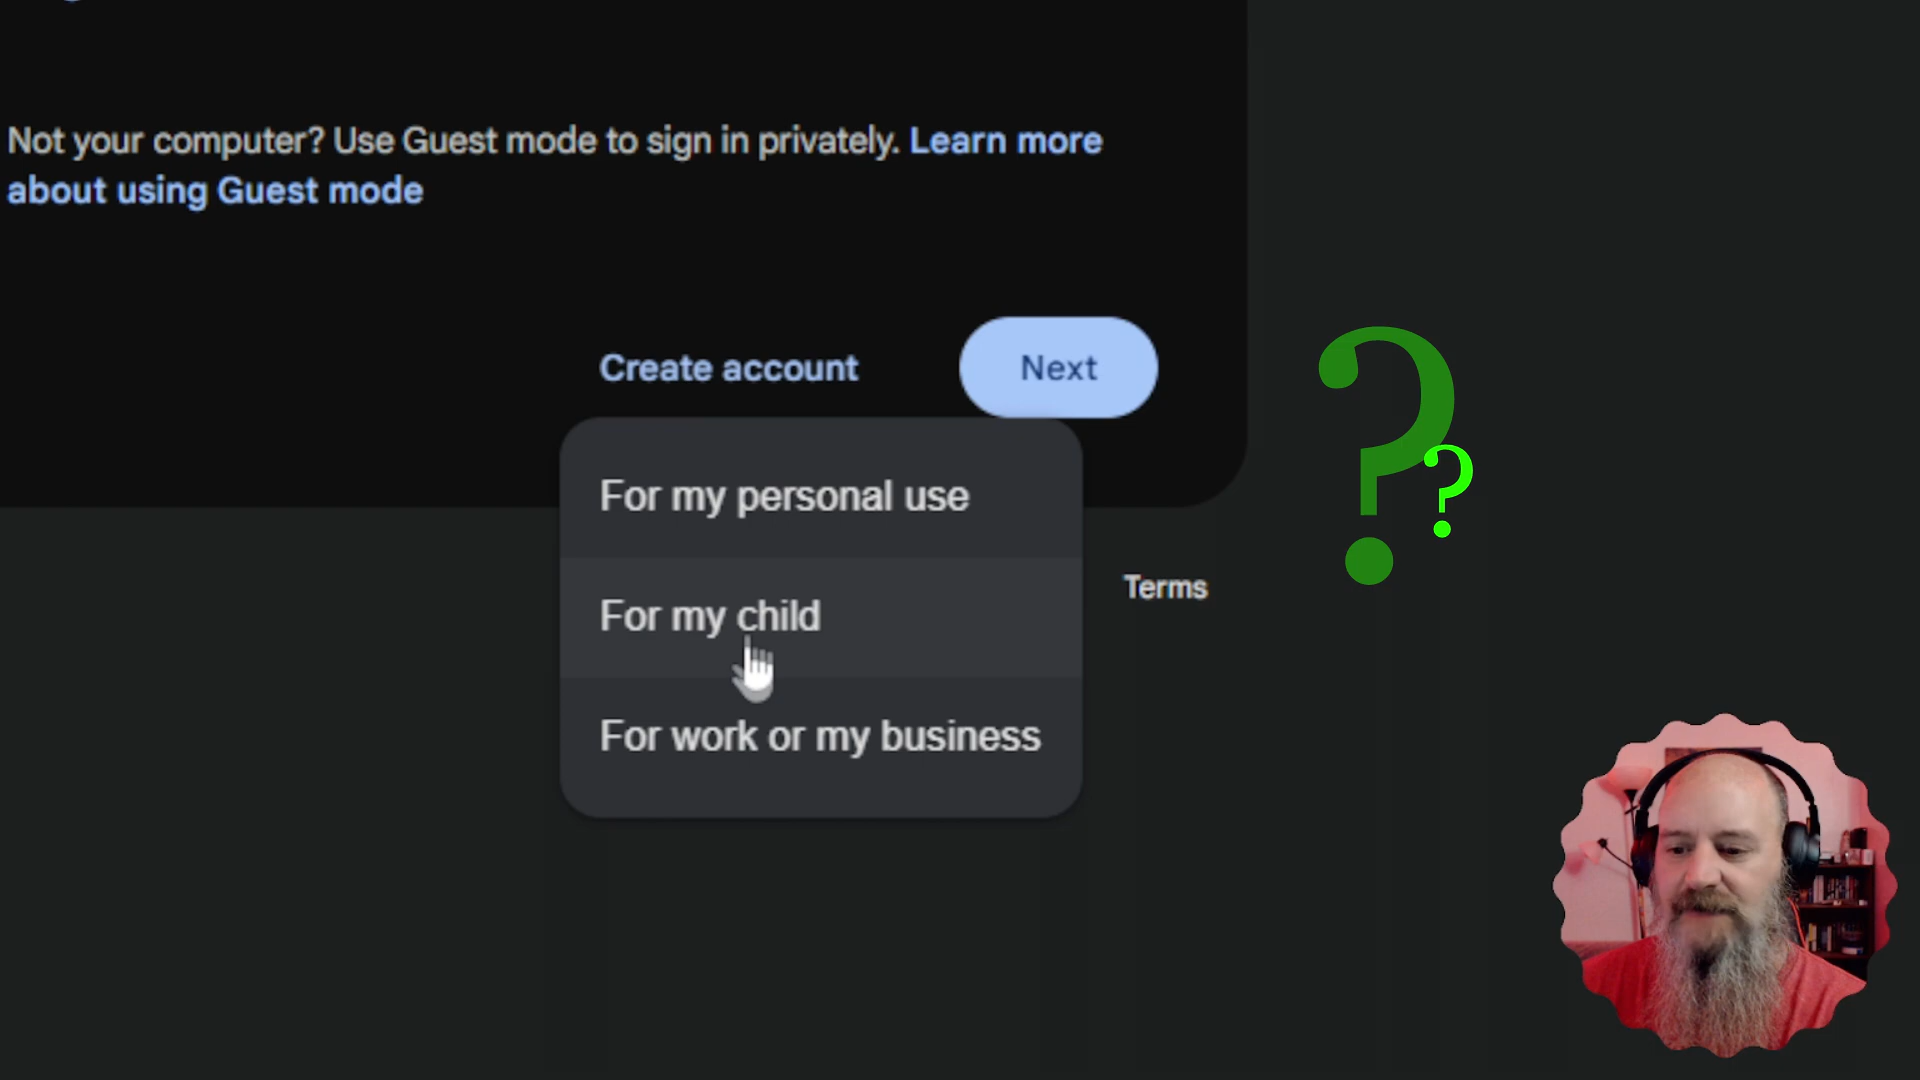 Not your computer? Use Guest mode to sign in privately. Learn more
about using Guest mode
Create account
Next
For my personal use
For my child
Terms
For work or my business
?
?